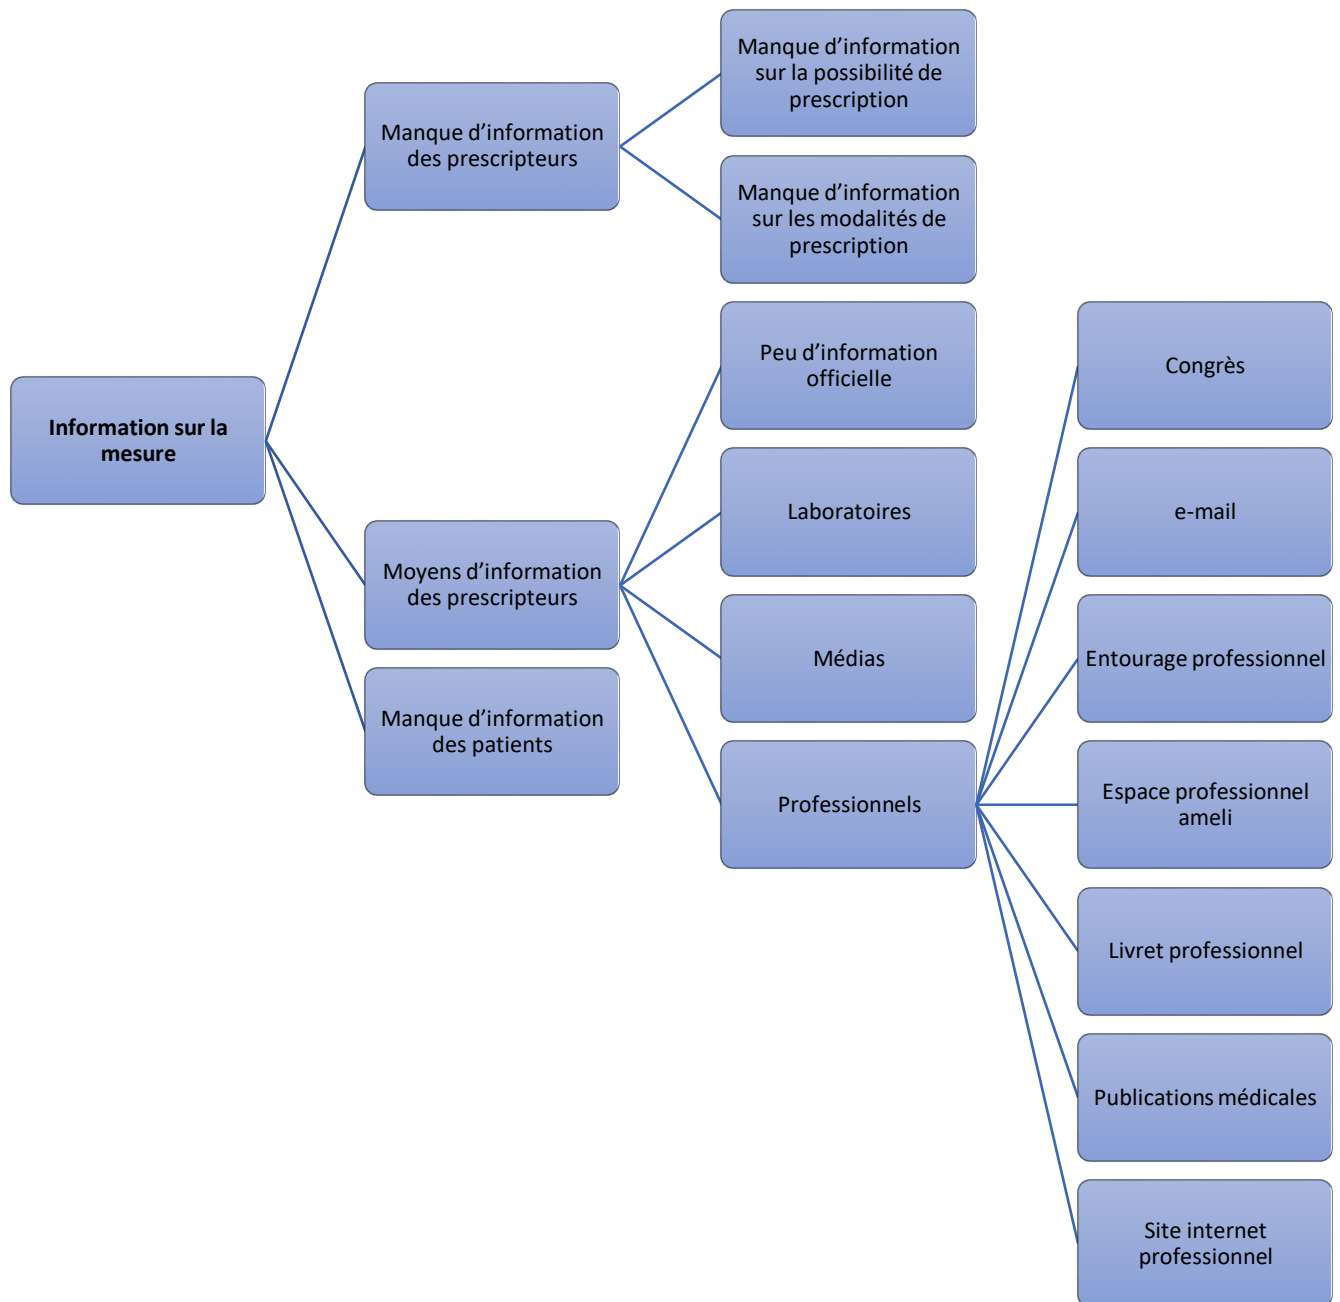 Information sur la
mesure
Manque d’information
des prescripteurs
Manque d’information
sur la possibilité de
prescription
Manque d’information
sur les modalités de
prescription
Moyens d’information
des prescripteurs
Peu d’information
officielle
Laboratoires
Médias
Professionnels
Congrès
e-mail
Entourage professionnel
Espace professionnel
ameli
Livret professionnel
Publications médicales
Site internet
professionnel
Manque d’information
des patients